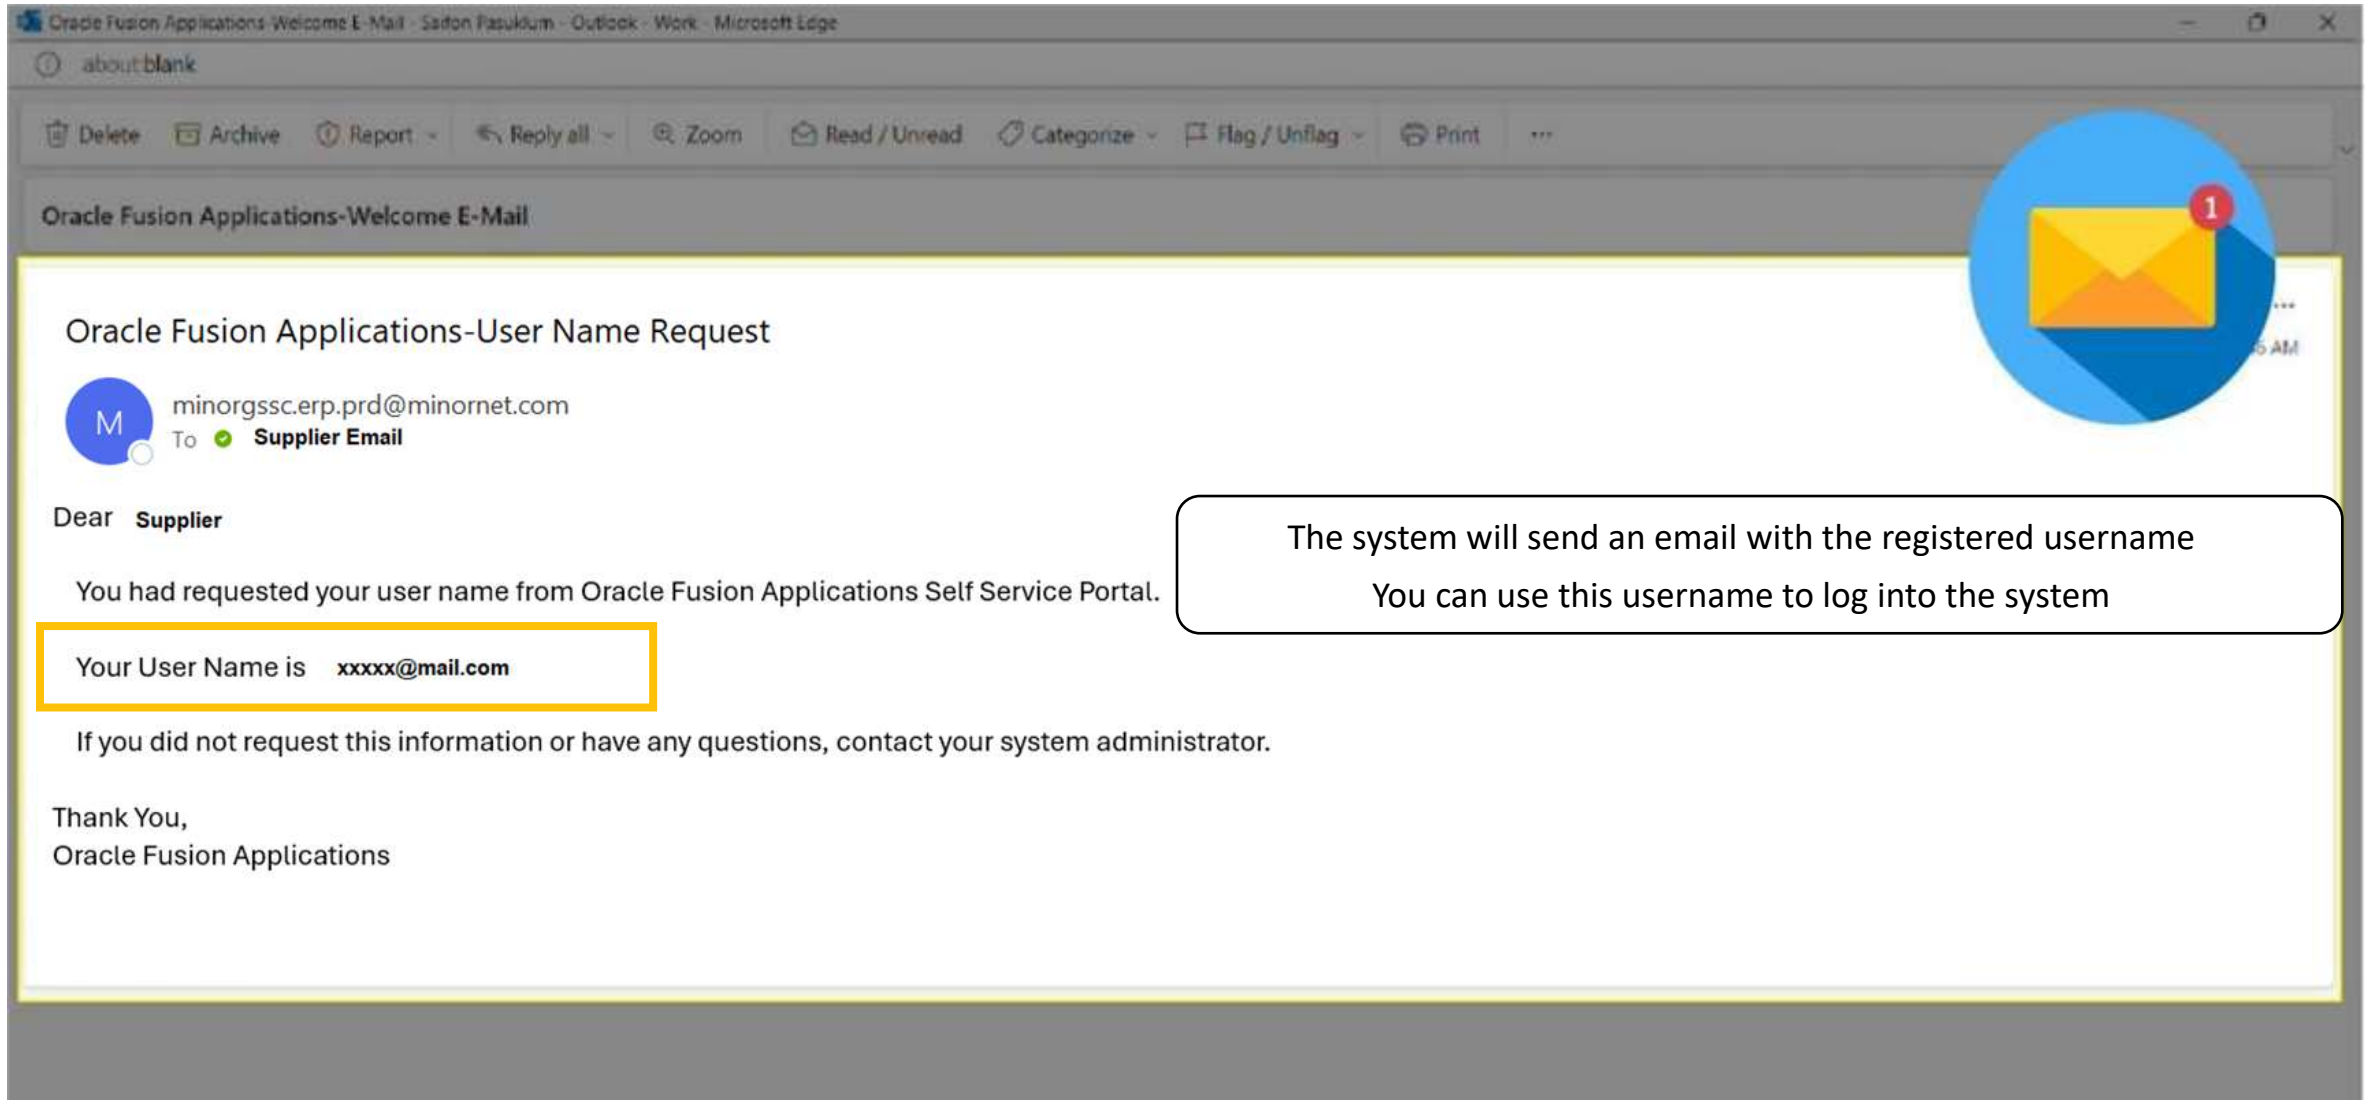 Oracle Fusion Applications-Welcome E-Mail - Saifon Pasuklum - Outlook - Work - Microsoft Edge
about:blank
Delete Archive Report Reply all Zoom Read / Unread Categorize Flag / Unflag Print ...
Oracle Fusion Applications-Welcome E-Mail
1
Oracle Fusion Applications-User Name Request
AM
M
minorgssc.erp.prd@minornet.com
To Supplier Email
Dear Supplier
The system will send an email with the registered username
You can use this username to log into the system
You had requested your user name from Oracle Fusion Applications Self Service Portal.
Your User Name is xxxxx@mail.com
If you did not request this information or have any questions, contact your system administrator.
Thank You,
Oracle Fusion Applications